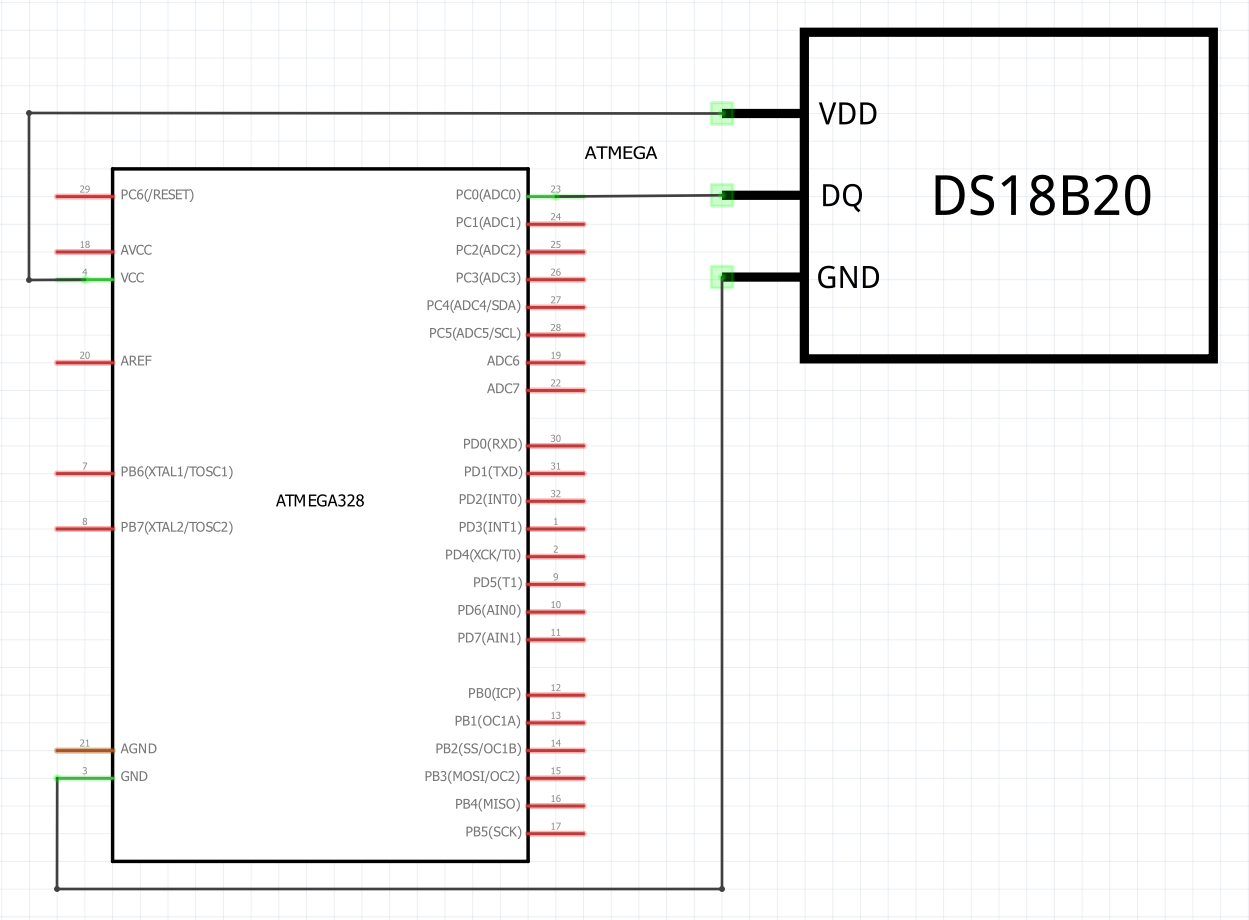 VDD
ATMEGA
DQ
DS18B20
GND
29 PC6(/RESET)
18 AVCC
4 VCC
20 AREF
7 PB6(XTAL1/TOSC1)
8 PB7(XTAL2/TOSC2)
21 AGND
3 GND
ATMEGA328
PC0(ADC0) 23
PC1(ADC1) 24
PC2(ADC2) 25
PC3(ADC3) 26
PC4(ADC4/SDA) 27
PC5(ADC5/SCL) 28
ADC6 19
ADC7 22
PD0(RXD) 30
PD1(TXD) 31
PD2(INT0) 32
PD3(INT1) 1
PD4(XCK/T0) 2
PD5(T1) 9
PD6(AIN0) 10
PD7(AIN1) 11
PB0(ICP) 12
PB1(OC1A) 13
PB2(SS/OC1B) 14
PB3(MOSI/OC2) 15
PB4(MISO) 16
PB5(SCK) 17